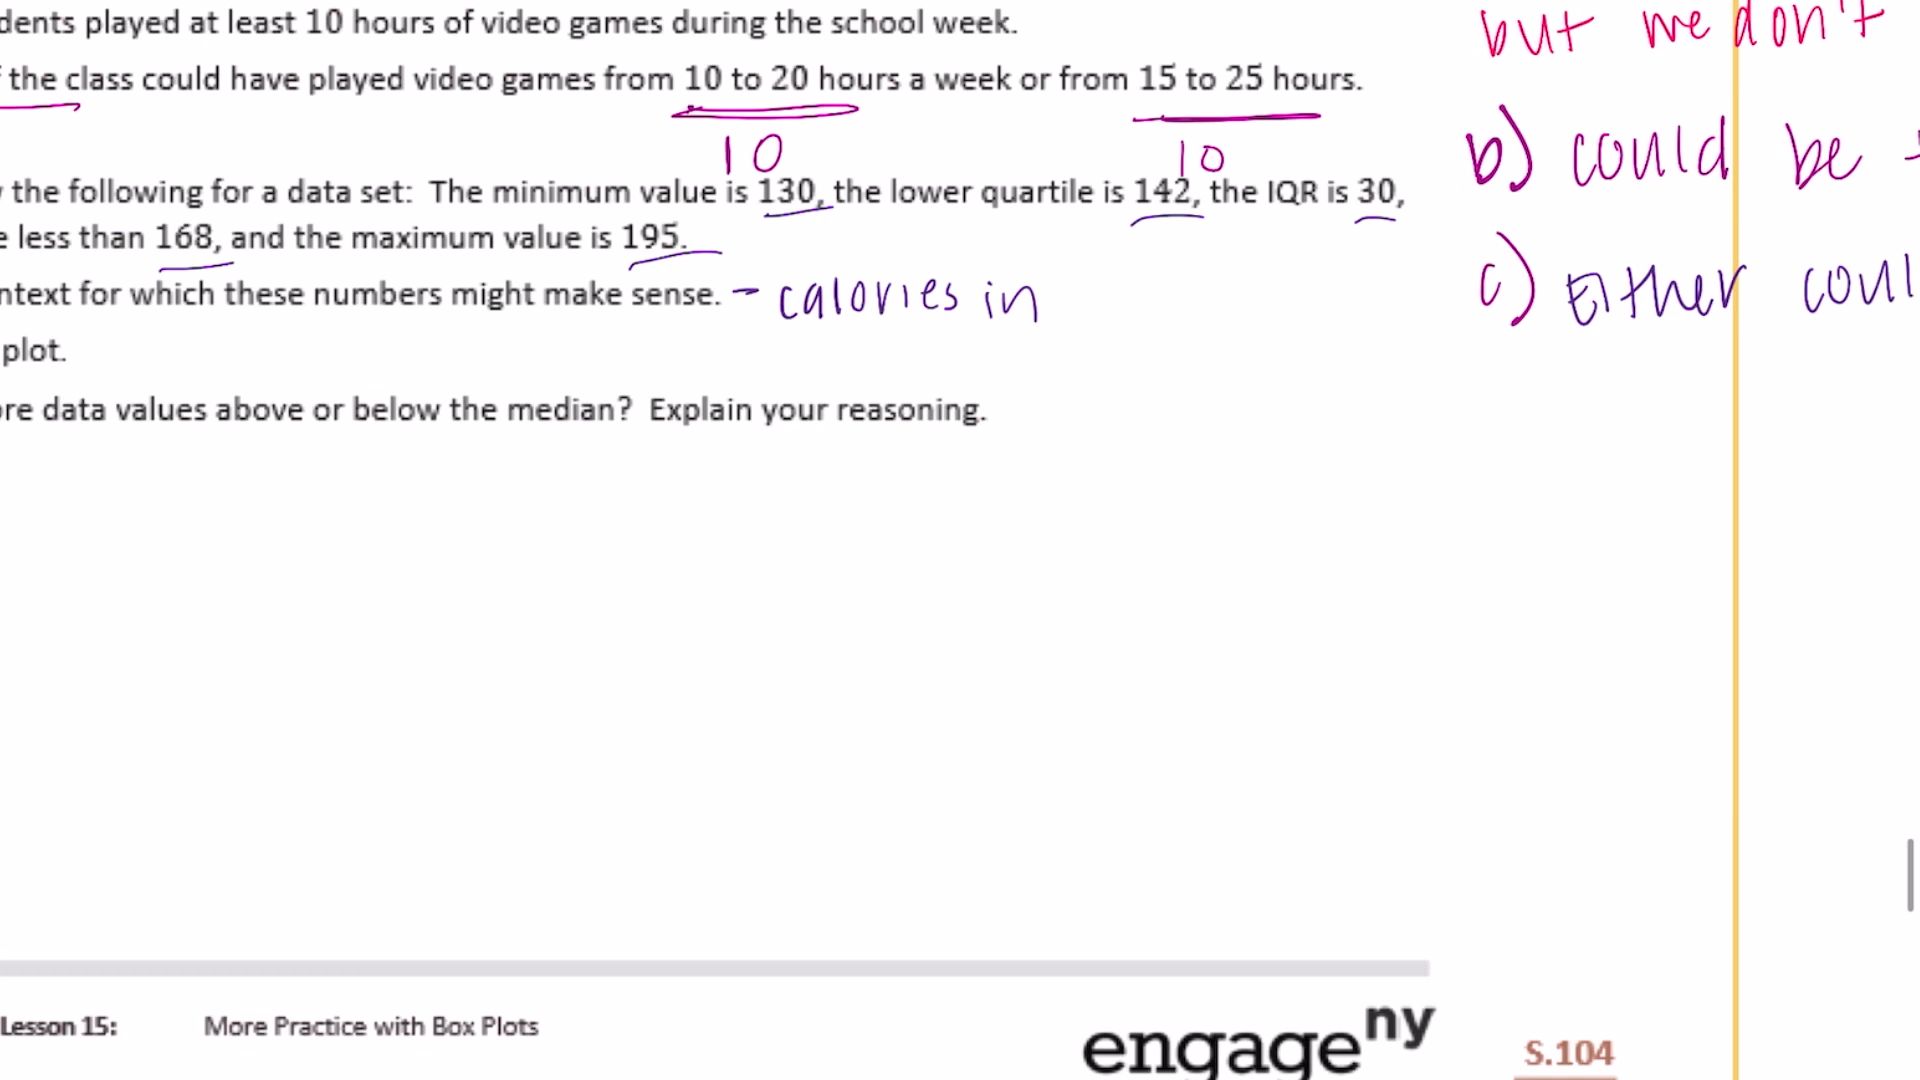 dents played at least 10 hours of video games during the school week.
but we don't
the class could have played video games from 10 to 20 hours a week or from 15 to 25 hours.
10 10
b) could be
the following for a data set: The minimum value is 130, the lower quartile is 142, the IQR is 30,
less than 168, and the maximum value is 195.
ntext for which these numbers might make sense. - calories in
c) Either coul
plot.
re data values above or below the median? Explain your reasoning.
Lesson 15: More Practice with Box Plots
engage ny
S.104